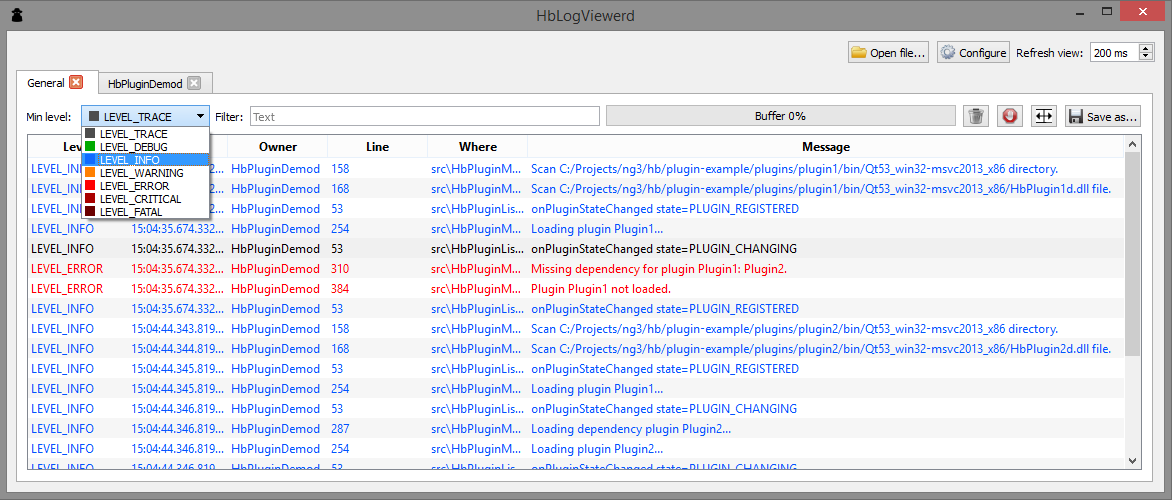 HbLogViewerd
Open file... Configure Refresh view: 200 ms
General HbPluginDemod
Min level: LEVEL_TRACE Filter: Text Buffer 0% Save as...
LEVEL_TRACE
LEVEL_DEBUG
LEVEL_INFO
LEVEL_WARNING
LEVEL_ERROR
LEVEL_CRITICAL
LEVEL_FATAL
Owner Line Where Message
LEVEL_IN 2... HbPluginDemod 158 src\HbPluginM... Scan C:/Projects/ng3/hb/plugin-example/plugins/plugin1/bin/Qt53_win32-msvc2013_x86 directory.
LEVEL_IN 2... HbPluginDemod 168 src\HbPluginM... Scan C:/Projects/ng3/hb/plugin-example/plugins/plugin1/bin/Qt53_win32-msvc2013_x86/HbPlugin1d.dll file.
LEVEL_IN 2... HbPluginDemod 53 src\HbPluginLis... onPluginStateChanged state=PLUGIN_REGISTERED
LEVEL_INFO 15:04:35.674.332... HbPluginDemod 254 src\HbPluginM... Loading plugin Plugin1...
LEVEL_INFO 15:04:35.674.332... HbPluginDemod 53 src\HbPluginLis... onPluginStateChanged state=PLUGIN_CHANGING
LEVEL_ERROR 15:04:35.674.332... HbPluginDemod 310 src\HbPluginM... Missing dependency for plugin Plugin1: Plugin2.
LEVEL_ERROR 15:04:35.674.332... HbPluginDemod 384 src\HbPluginM... Plugin Plugin1 not loaded.
LEVEL_INFO 15:04:35.674.332... HbPluginDemod 53 src\HbPluginLis... onPluginStateChanged state=PLUGIN_REGISTERED
LEVEL_INFO 15:04:44.343.819... HbPluginDemod 158 src\HbPluginM... Scan C:/Projects/ng3/hb/plugin-example/plugins/plugin2/bin/Qt53_win32-msvc2013_x86 directory.
LEVEL_INFO 15:04:44.344.819... HbPluginDemod 168 src\HbPluginM... Scan C:/Projects/ng3/hb/plugin-example/plugins/plugin2/bin/Qt53_win32-msvc2013_x86/HbPlugin2d.dll file.
LEVEL_INFO 15:04:44.345.819... HbPluginDemod 53 src\HbPluginLis... onPluginStateChanged state=PLUGIN_REGISTERED
LEVEL_INFO 15:04:44.346.819... HbPluginDemod 254 src\HbPluginM... Loading plugin Plugin1...
LEVEL_INFO 15:04:44.346.819... HbPluginDemod 53 src\HbPluginLis... onPluginStateChanged state=PLUGIN_CHANGING
LEVEL_INFO 15:04:44.346.819... HbPluginDemod 287 src\HbPluginM... Loading dependency plugin Plugin2...
LEVEL_INFO 15:04:44.346.819... HbPluginDemod 254 src\HbPluginM... Loading plugin Plugin2...
LEVEL_INFO 15:04:44.346.819... HbPluginDemod 53 src\HbPluginLis... onPluginStateChanged state=PLUGIN_CHANGING